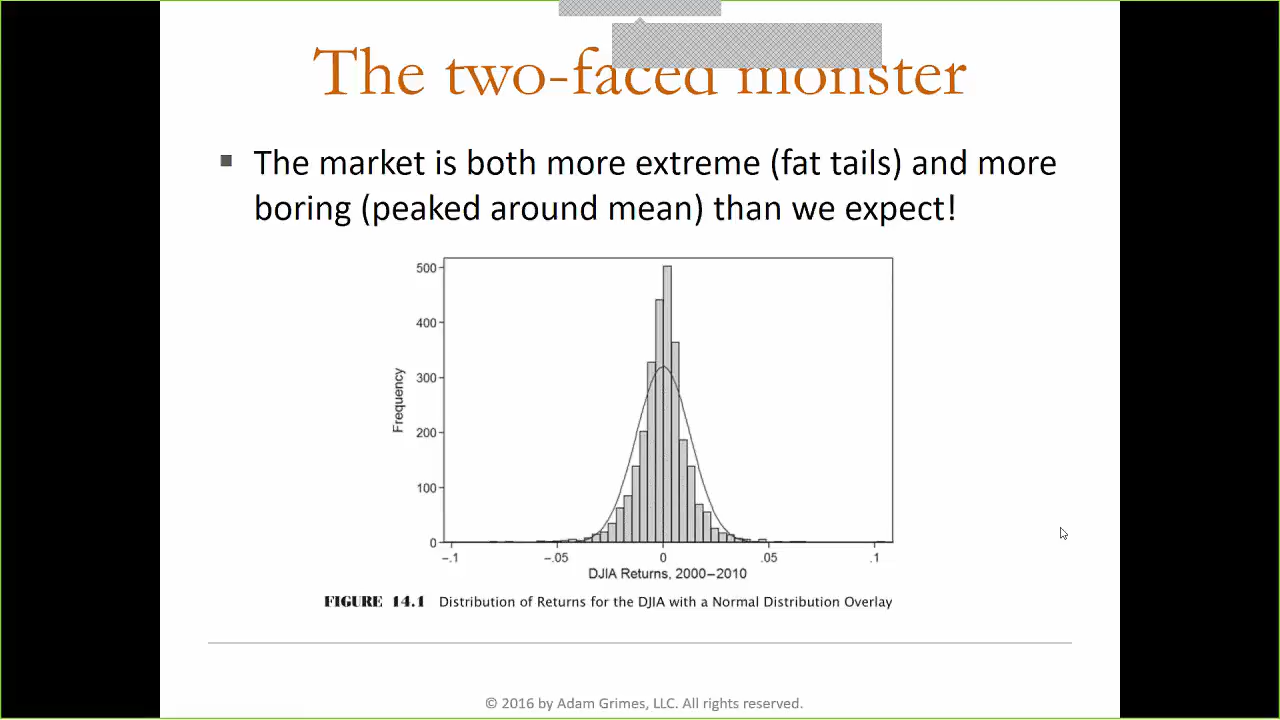 The two-faced monster
▪ The market is both more extreme (fat tails) and more
boring (peaked around mean) than we expect!
500
400
300
200
100
0
Frequency
–.1 –.05 0 .05 .1
DJIA Returns, 2000–2010
FIGURE 14.1 Distribution of Returns for the DJIA with a Normal Distribution Overlay
© 2016 by Adam Grimes, LLC. All rights reserved.